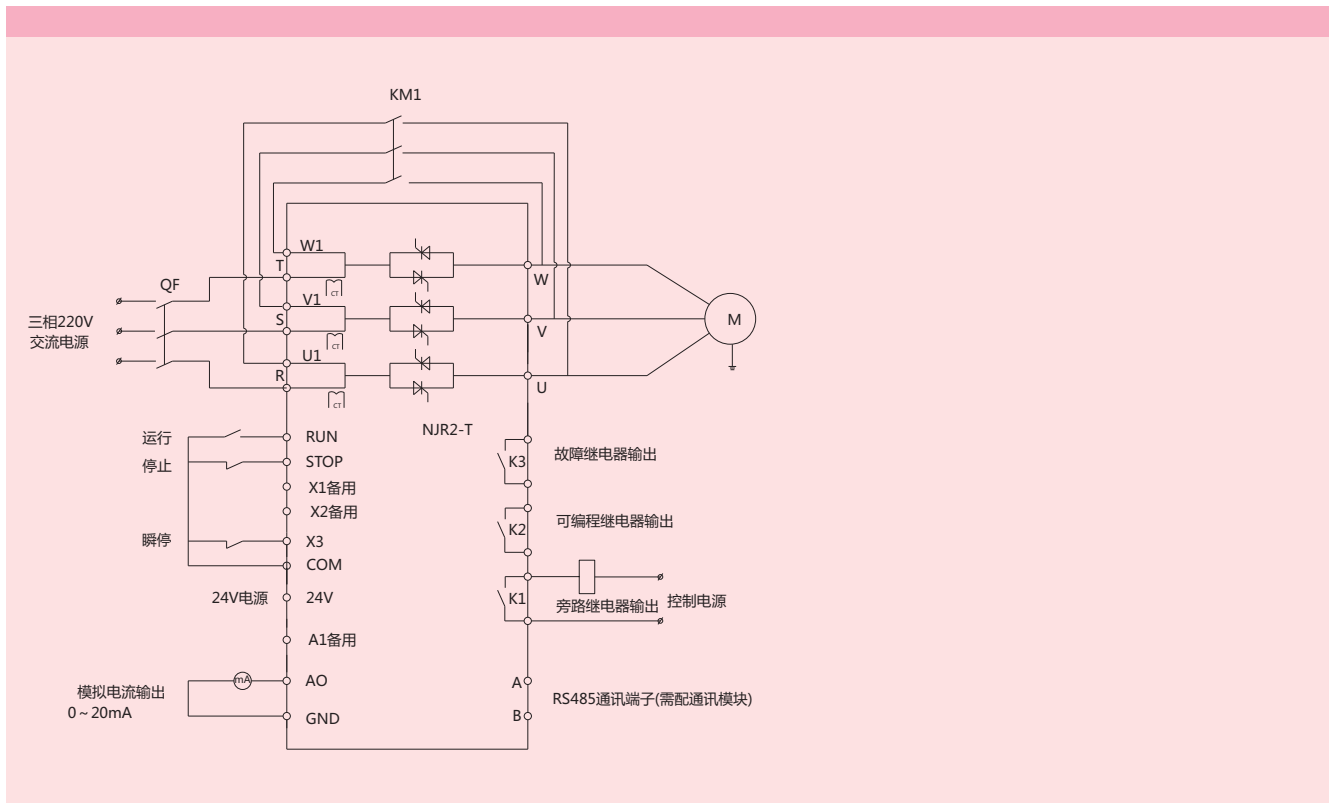 KM1
W1
T
CT
W
QF
V1
S
CT
V
M
三相220V
交流电源
U1
R
CT
U
NJR2-T
运行
RUN
停止
STOP
X1备用
X2备用
瞬停
X3
COM
24V电源
24V
A1备用
模拟电流输出
0～20mA
mA
AO
GND
K3
故障继电器输出
K2
可编程继电器输出
K1
旁路继电器输出
控制电源
A
B
RS485通讯端子(需配通讯模块)